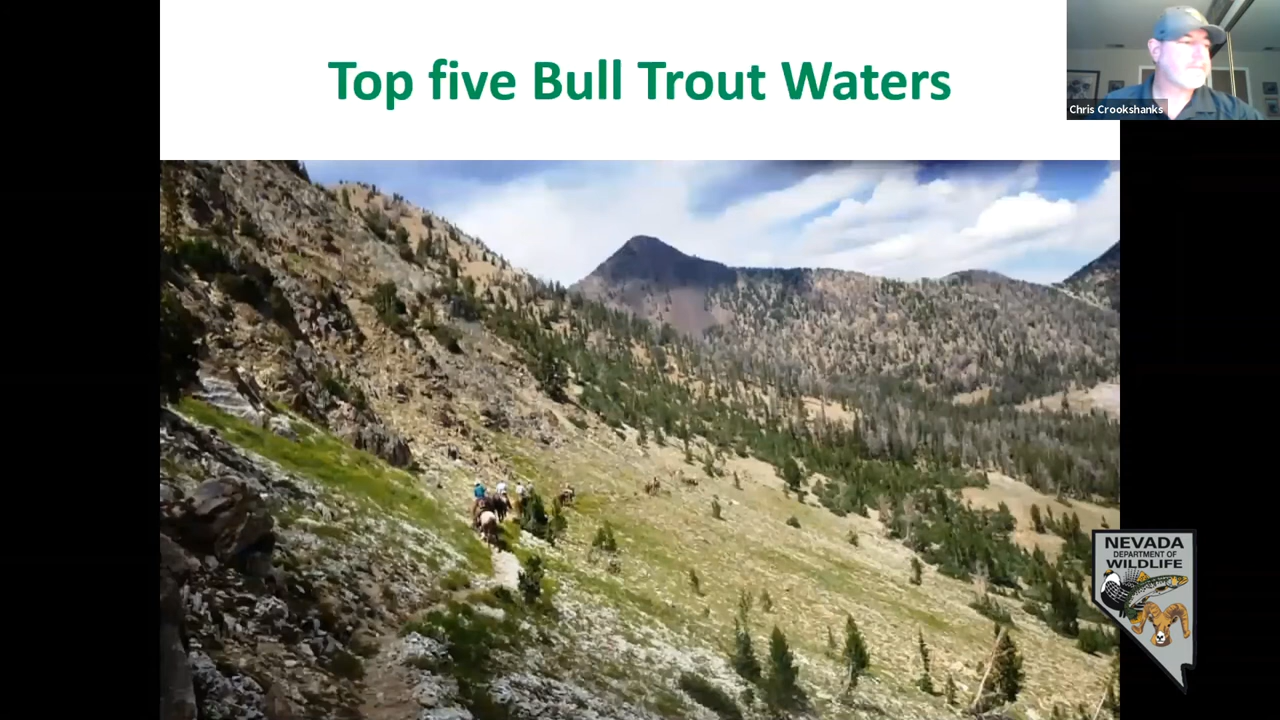 Top five Bull Trout Waters
Chris Crookshanks
NEVADA
DEPARTMENT OF
WILDLIFE